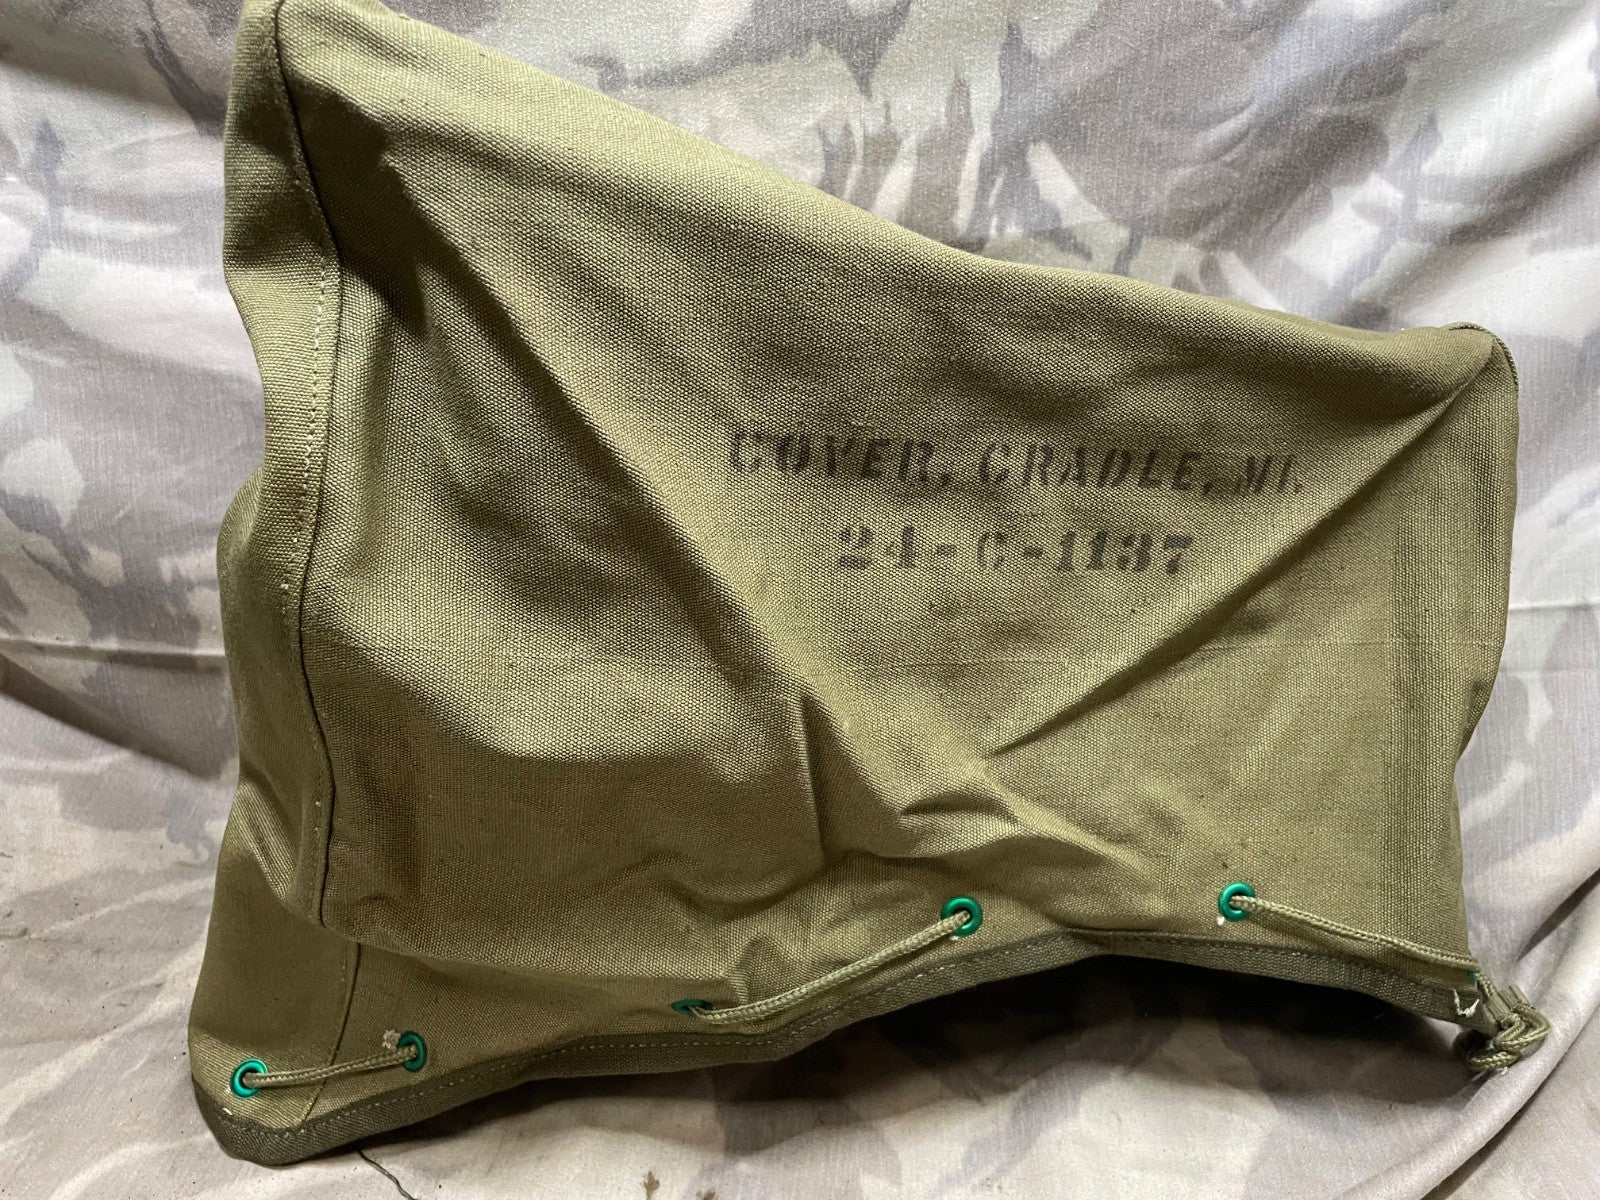 COVER, CRADLE, M1.
24-C-1137